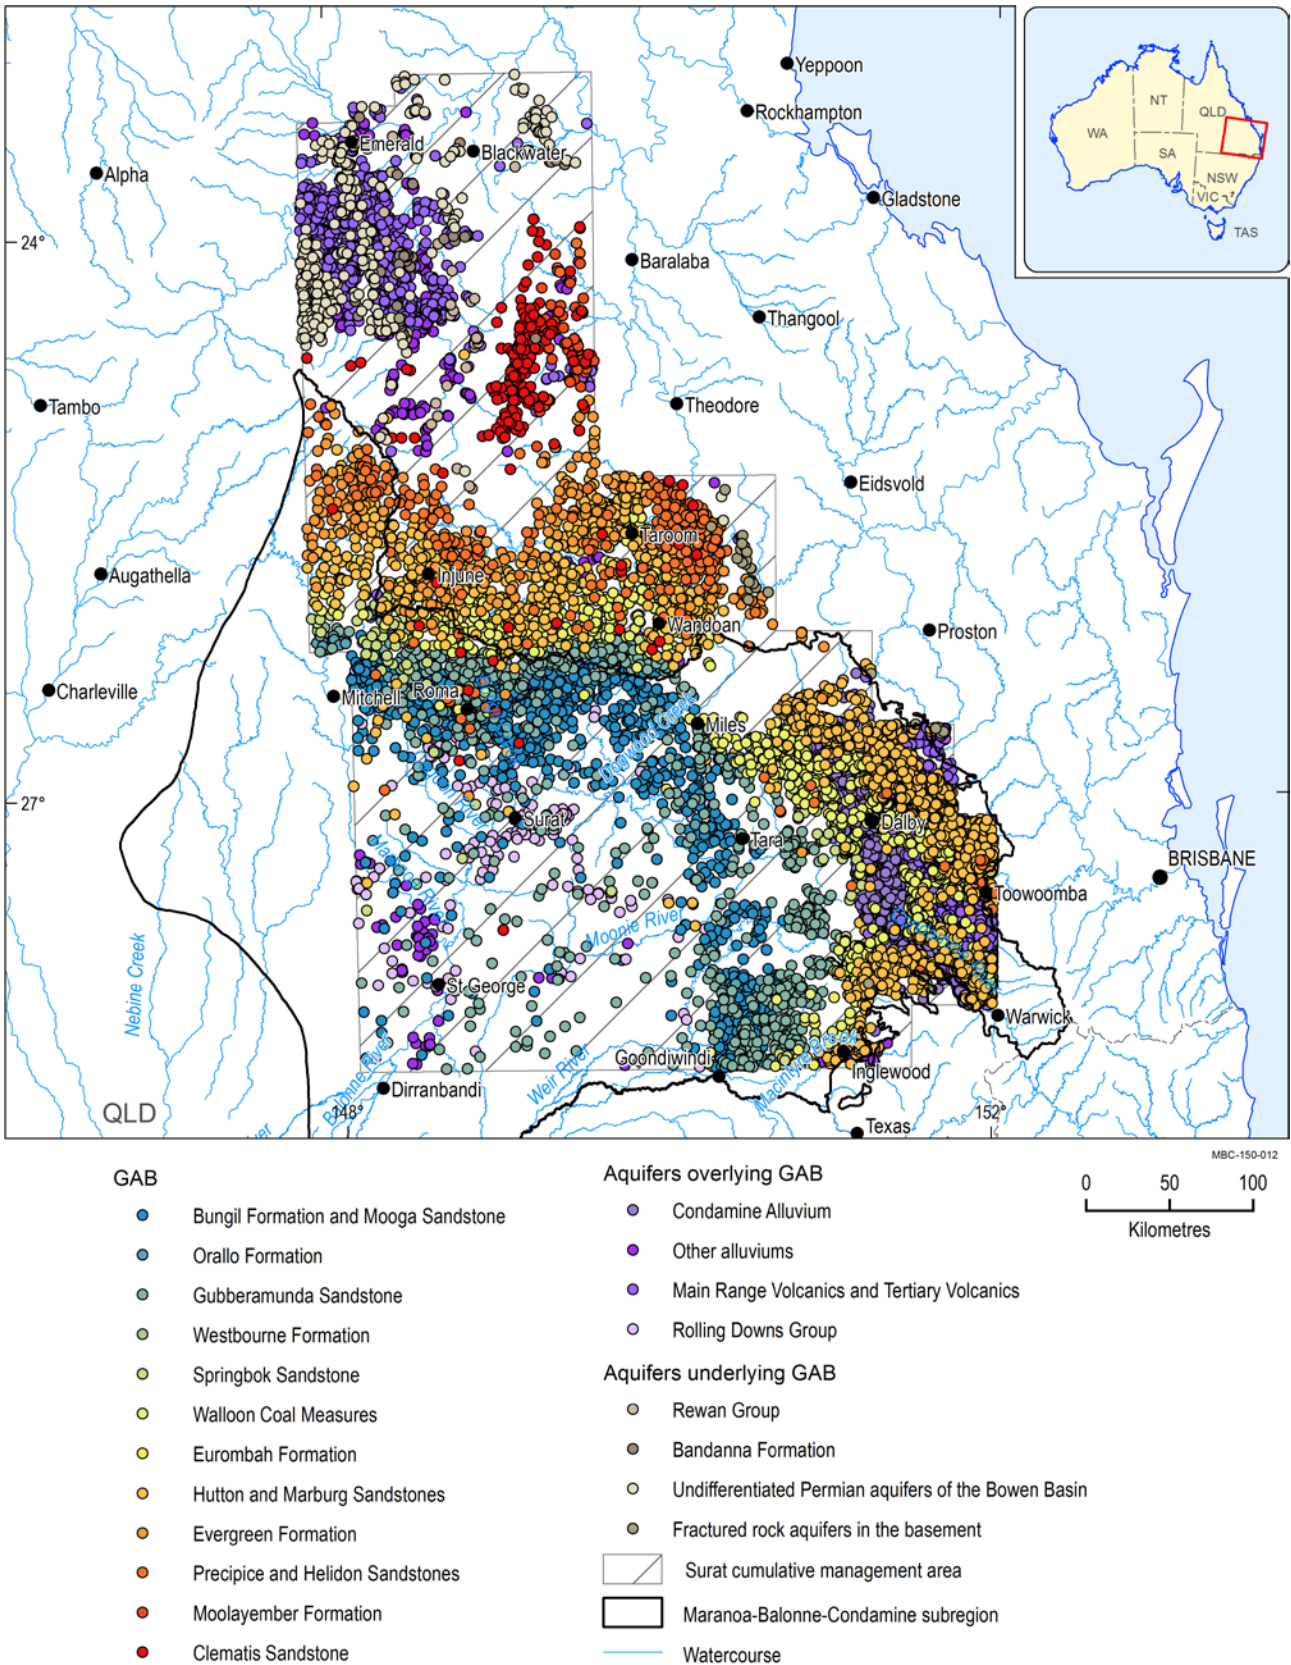 Yeppoon
Rockhampton
Emerald
Blackwater
Alpha
Gladstone
24°
Baralaba
Thangool
Tambo
Theodore
Eidsvold
Taroom
Augathella
Injune
Wandoan
Proston
Charleville
Mitchell
Roma
Miles
Dogwood Creek
27°
Surat
Dalby
Tara
BRISBANE
Toowoomba
Moonie River
Nebine Creek
St George
Warwick
Goondiwindi
Macintyre Brook
Inglewood
Weir River
Balonne River
Dirranbandi
QLD
148°
152°
Texas
WA
NT
QLD
SA
NSW
VIC
TAS
MBC-150-012
GAB
Bungil Formation and Mooga Sandstone
Orallo Formation
Gubberamunda Sandstone
Westbourne Formation
Springbok Sandstone
Walloon Coal Measures
Eurombah Formation
Hutton and Marburg Sandstones
Evergreen Formation
Precipice and Helidon Sandstones
Moolayember Formation
Clematis Sandstone
Aquifers overlying GAB
Condamine Alluvium
Other alluviums
Main Range Volcanics and Tertiary Volcanics
Rolling Downs Group
Aquifers underlying GAB
Rewan Group
Bandanna Formation
Undifferentiated Permian aquifers of the Bowen Basin
Fractured rock aquifers in the basement
Surat cumulative management area
Maranoa-Balonne-Condamine subregion
Watercourse
0 50 100
Kilometres